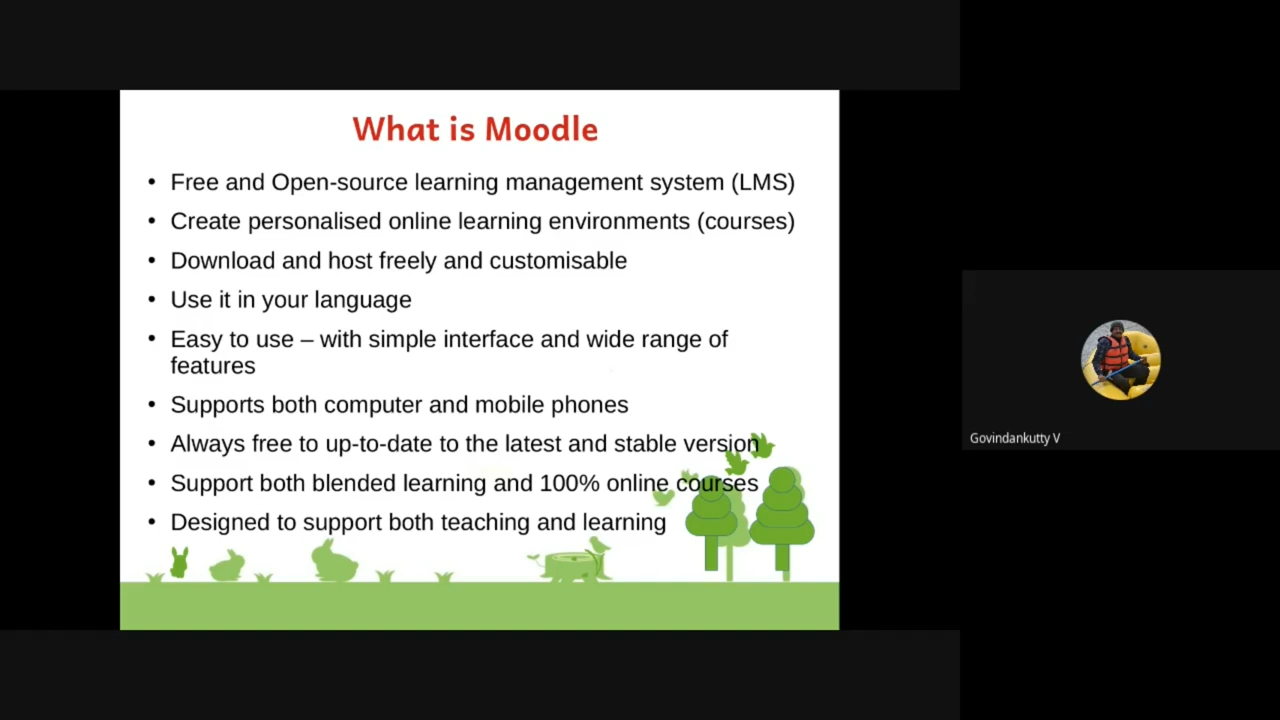 What is Moodle
• Free and Open-source learning management system (LMS)
• Create personalised online learning environments (courses)
• Download and host freely and customisable
• Use it in your language
• Easy to use – with simple interface and wide range of
features
• Supports both computer and mobile phones
• Always free to up-to-date to the latest and stable version
• Support both blended learning and 100% online courses
• Designed to support both teaching and learning
Govindankutty V